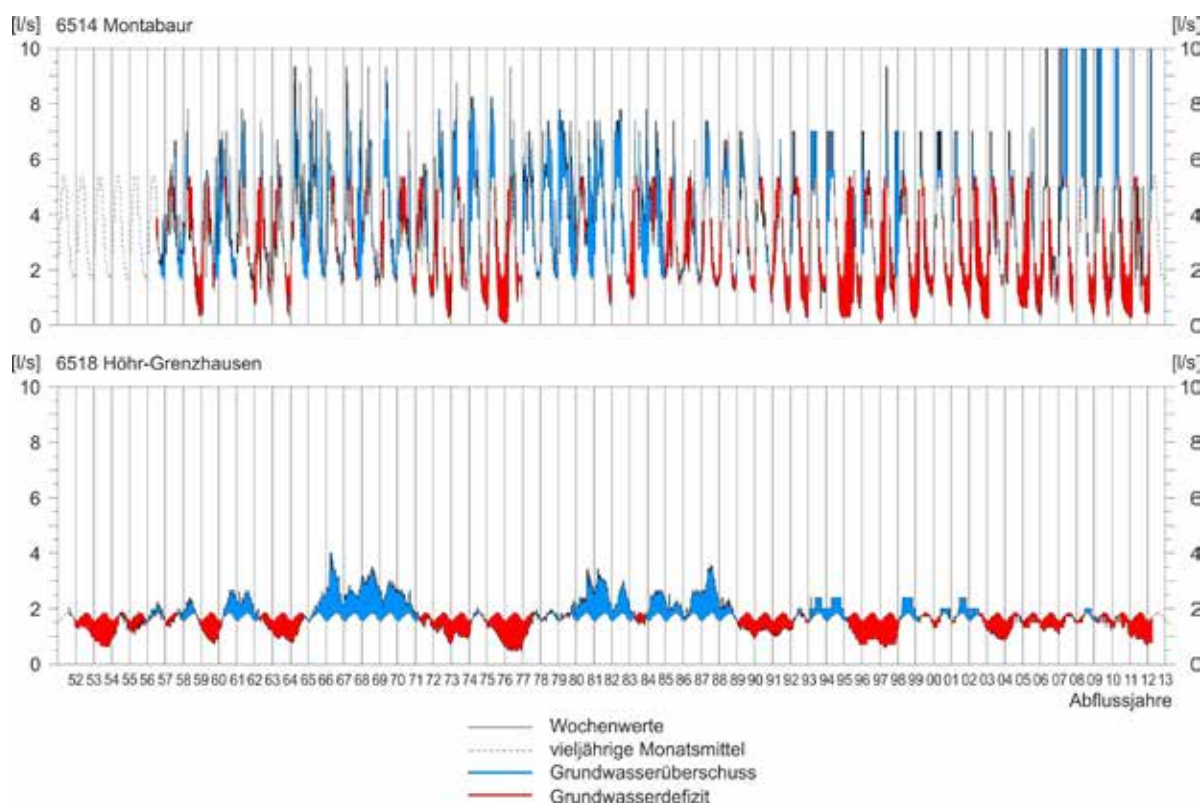 [l/s] 6514 Montabaur [l/s]
10 10
8 8
6 6
4 4
2 2
0 0
[l/s] 6518 Höhr-Grenzhausen [l/s]
10 10
8 8
6 6
4 4
2 2
0 0
52 53 54 55 56 57 58 59 60 61 62 63 64 65 66 67 68 69 70 71 72 73 74 75 76 77 78 79 80 81 82 83 84 85 86 87 88 89 90 91 92 93 94 95 96 97 98 99 00 01 02 03 04 05 06 07 08 09 10 11 12 13
Abflussjahre
Wochenwerte
vieljährige Monatsmittel
Grundwasserüberschuss
Grundwasserdefizit